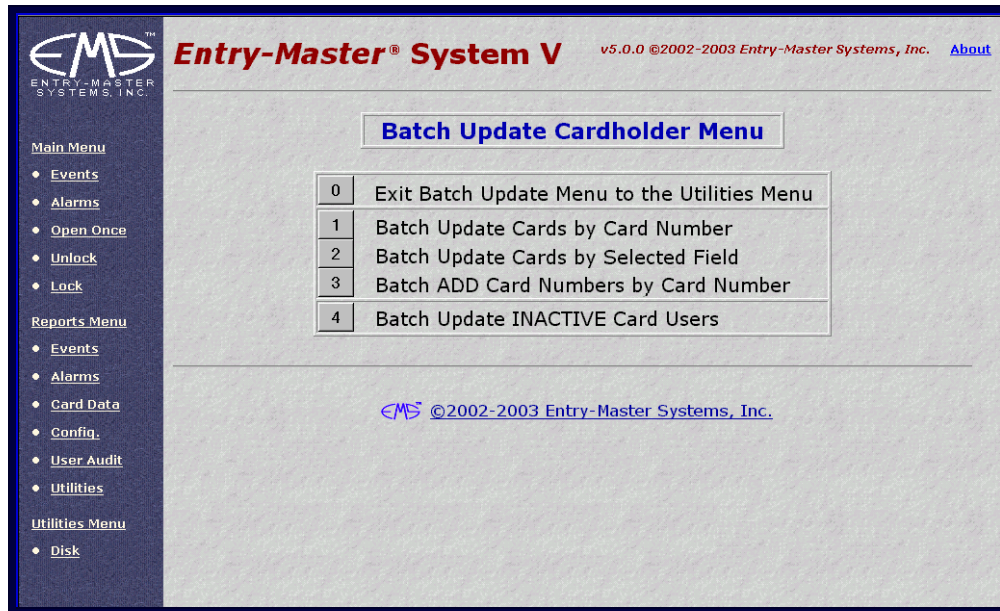 EMS™
ENTRY-MASTER
SYSTEMS, INC.
Entry-Master® System V
v5.0.0 ©2002-2003 Entry-Master Systems, Inc.
About
Main Menu
Events
Alarms
Open Once
Unlock
Lock
Reports Menu
Events
Alarms
Card Data
Config.
User Audit
Utilities
Utilities Menu
Disk
Batch Update Cardholder Menu
0 Exit Batch Update Menu to the Utilities Menu
1 Batch Update Cards by Card Number
2 Batch Update Cards by Selected Field
3 Batch ADD Card Numbers by Card Number
4 Batch Update INACTIVE Card Users
EMS ©2002-2003 Entry-Master Systems, Inc.